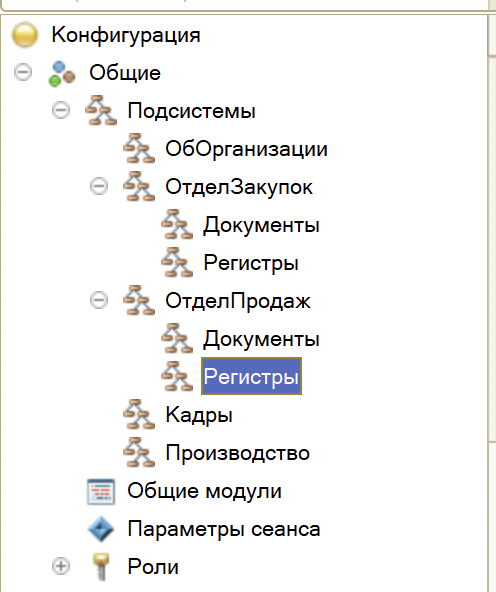 Конфигурация
Общие
Подсистемы
ОбОрганизации
ОтделЗакупок
Документы
Регистры
ОтделПродаж
Документы
Регистры
Кадры
Производство
Общие модули
Параметры сеанса
Роли